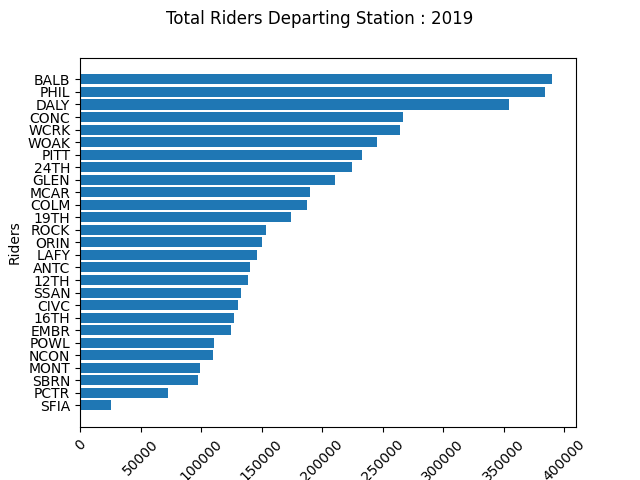 Total Riders Departing Station : 2019
Riders
BALB
PHIL
DALY
CONC
WCRK
WOAK
PITT
24TH
GLEN
MCAR
COLM
19TH
ROCK
ORIN
LAFY
ANTC
12TH
SSAN
CIVC
16TH
EMBR
POWL
NCON
MONT
SBRN
PCTR
SFIA
0
50000
100000
150000
200000
250000
300000
350000
400000